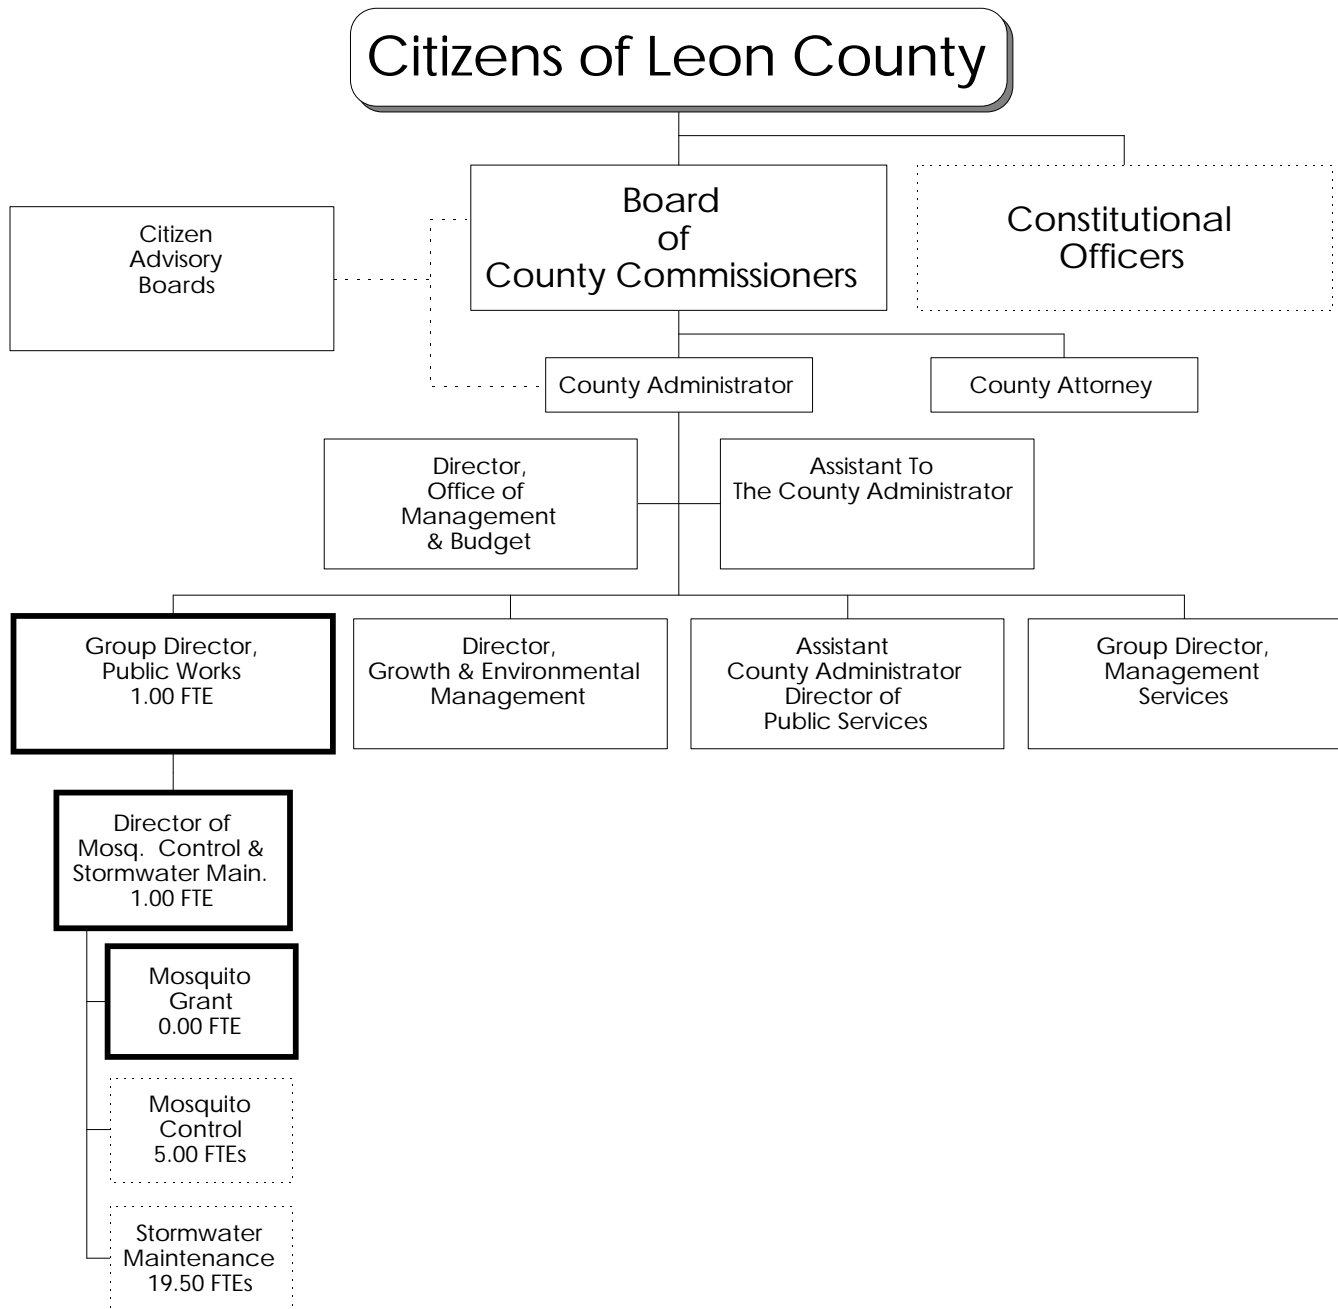 Citizens of Leon County
Board
of
County Commissioners
Constitutional
Officers
Citizen
Advisory
Boards
County Administrator
County Attorney
Director,
Office of
Management
& Budget
Assistant To
The County Administrator
Group Director,
Public Works
1.00 FTE
Director,
Growth & Environmental
Management
Assistant
County Administrator
Director of
Public Services
Group Director,
Management
Services
Director of
Mosq.  Control &
Stormwater Main.
1.00 FTE
Mosquito
Grant
0.00 FTE
Mosquito
Control
5.00 FTEs
Stormwater
Maintenance
19.50 FTEs